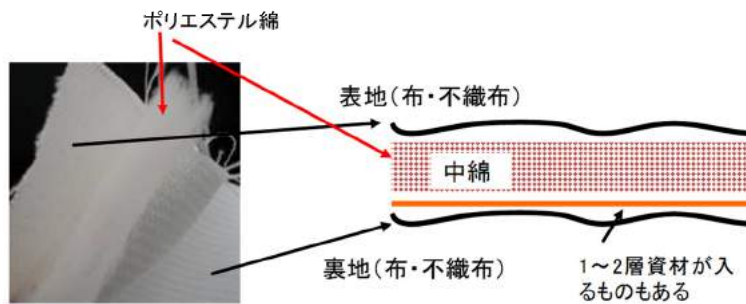 ポリエステル綿
表地(布・不織布)
中綿
裏地(布・不織布)
1～2層資材が入
るものもある